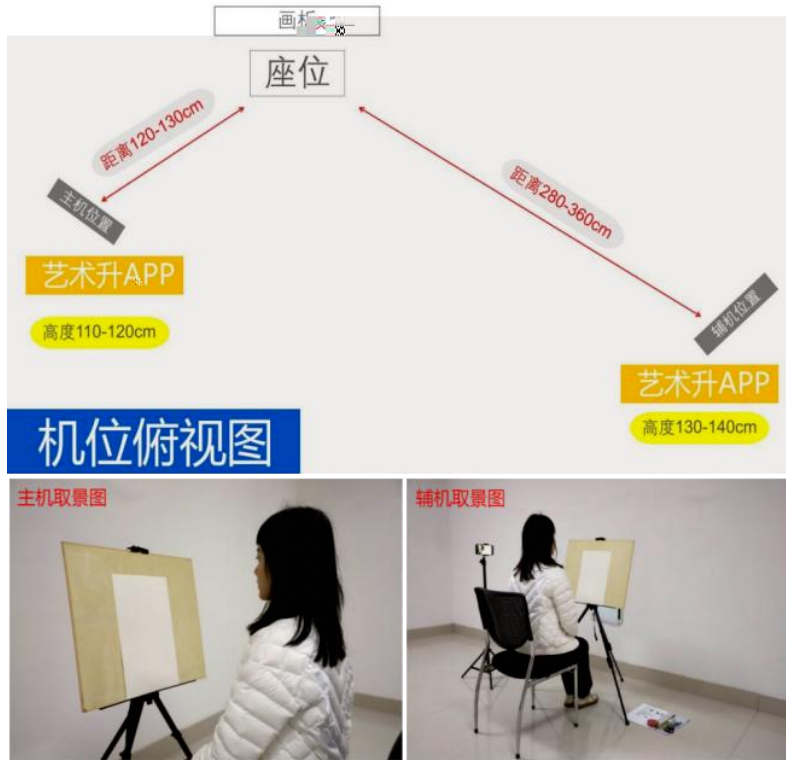 画板
座位
距离120-130cm
距离280-360cm
主机位置
辅机位置
艺术升APP
高度110-120cm
艺术升APP
高度130-140cm
机位俯视图
主机取景图
辅机取景图